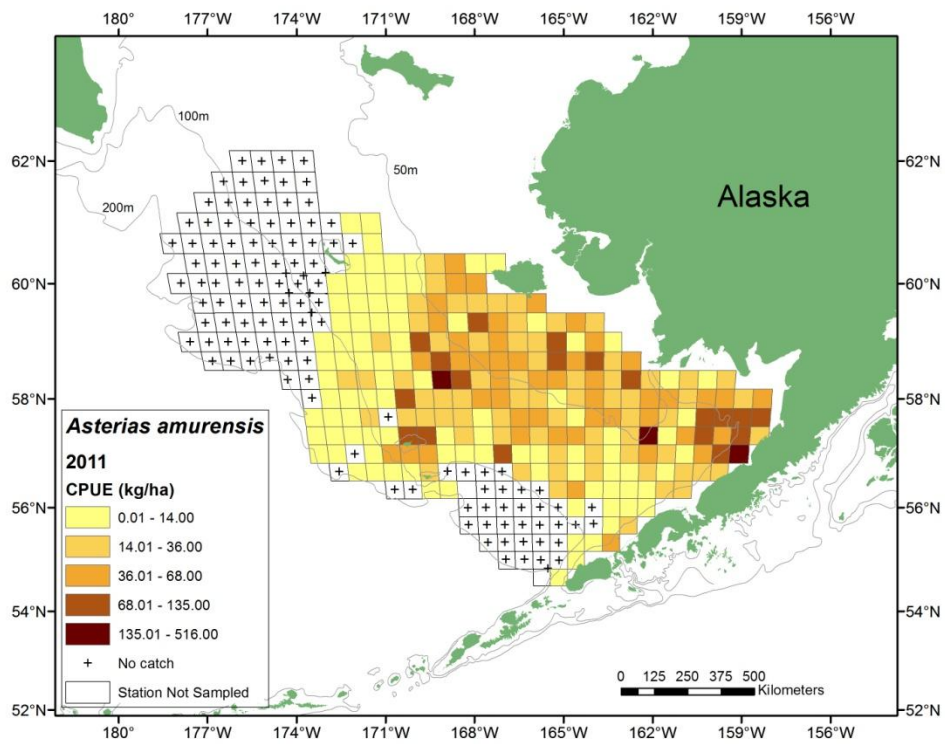 180° 177°W 174°W 171°W 168°W 165°W 162°W 159°W 156°W
100m
62°N 62°N
50m
200m
Alaska
60°N 60°N
58°N 58°N
Asterias amurensis
2011
CPUE (kg/ha)
0.01 - 14.00
14.01 - 36.00
36.01 - 68.00
68.01 - 135.00
135.01 - 516.00
No catch
Station Not Sampled
56°N 56°N
54°N 54°N
0 125 250 375 500
Kilometers
52°N 52°N
180° 177°W 174°W 171°W 168°W 165°W 162°W 159°W 156°W